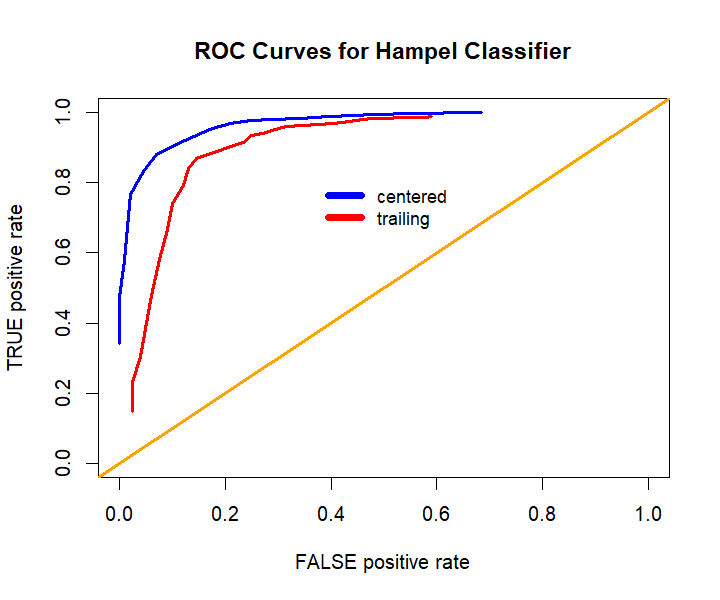 ROC Curves for Hampel Classifier
TRUE positive rate
1.0
0.8
0.6
0.4
0.2
0.0
centered
trailing
0.0 0.2 0.4 0.6 0.8 1.0
FALSE positive rate